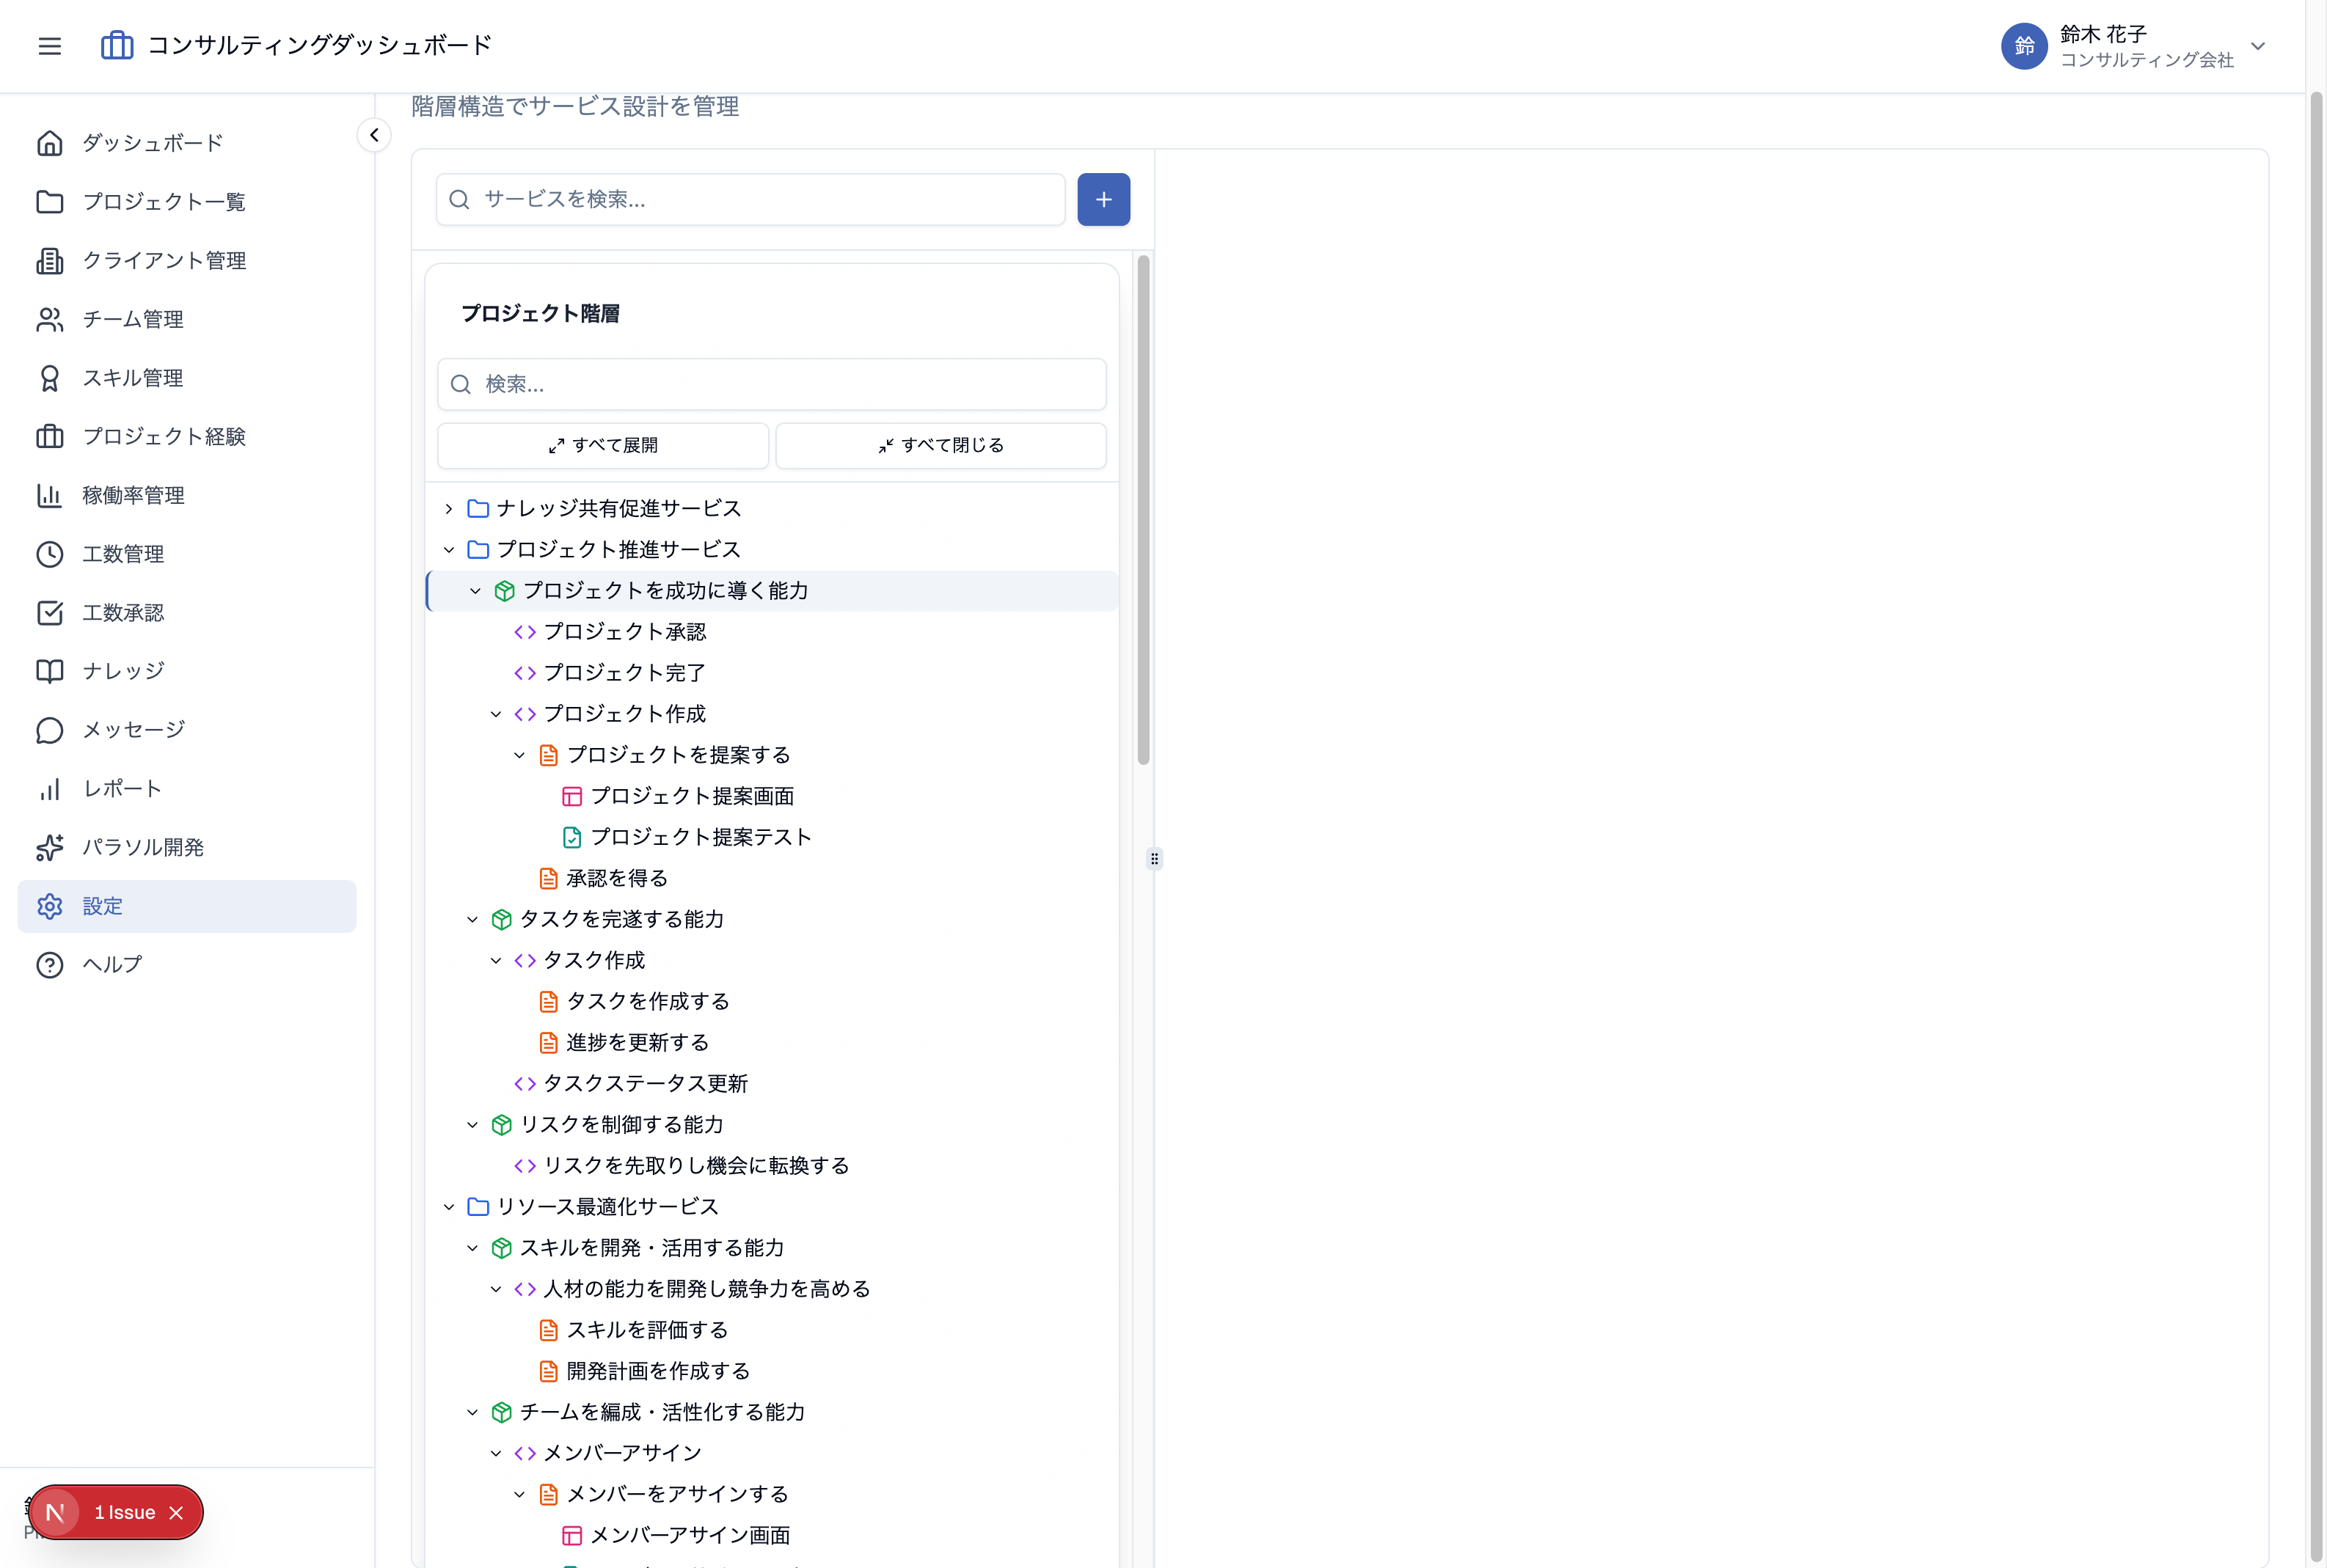 コンサルティングダッシュボード
鈴
鈴木 花子
コンサルティング会社
ダッシュボード
プロジェクト一覧
クライアント管理
チーム管理
スキル管理
プロジェクト経験
稼働率管理
工数管理
工数承認
ナレッジ
メッセージ
レポート
パラソル開発
設定
ヘルプ
N 1 Issue
階層構造でサービス設計を管理
サービスを検索...
プロジェクト階層
検索...
すべて展開
すべて閉じる
ナレッジ共有促進サービス
プロジェクト推進サービス
プロジェクトを成功に導く能力
プロジェクト承認
プロジェクト完了
プロジェクト作成
プロジェクトを提案する
プロジェクト提案画面
プロジェクト提案テスト
承認を得る
タスクを完遂する能力
タスク作成
タスクを作成する
進捗を更新する
タスクステータス更新
リスクを制御する能力
リスクを先取りし機会に転換する
リソース最適化サービス
スキルを開発・活用する能力
人材の能力を開発し競争力を高める
スキルを評価する
開発計画を作成する
チームを編成・活性化する能力
メンバーアサイン
メンバーをアサインする
メンバーアサイン画面